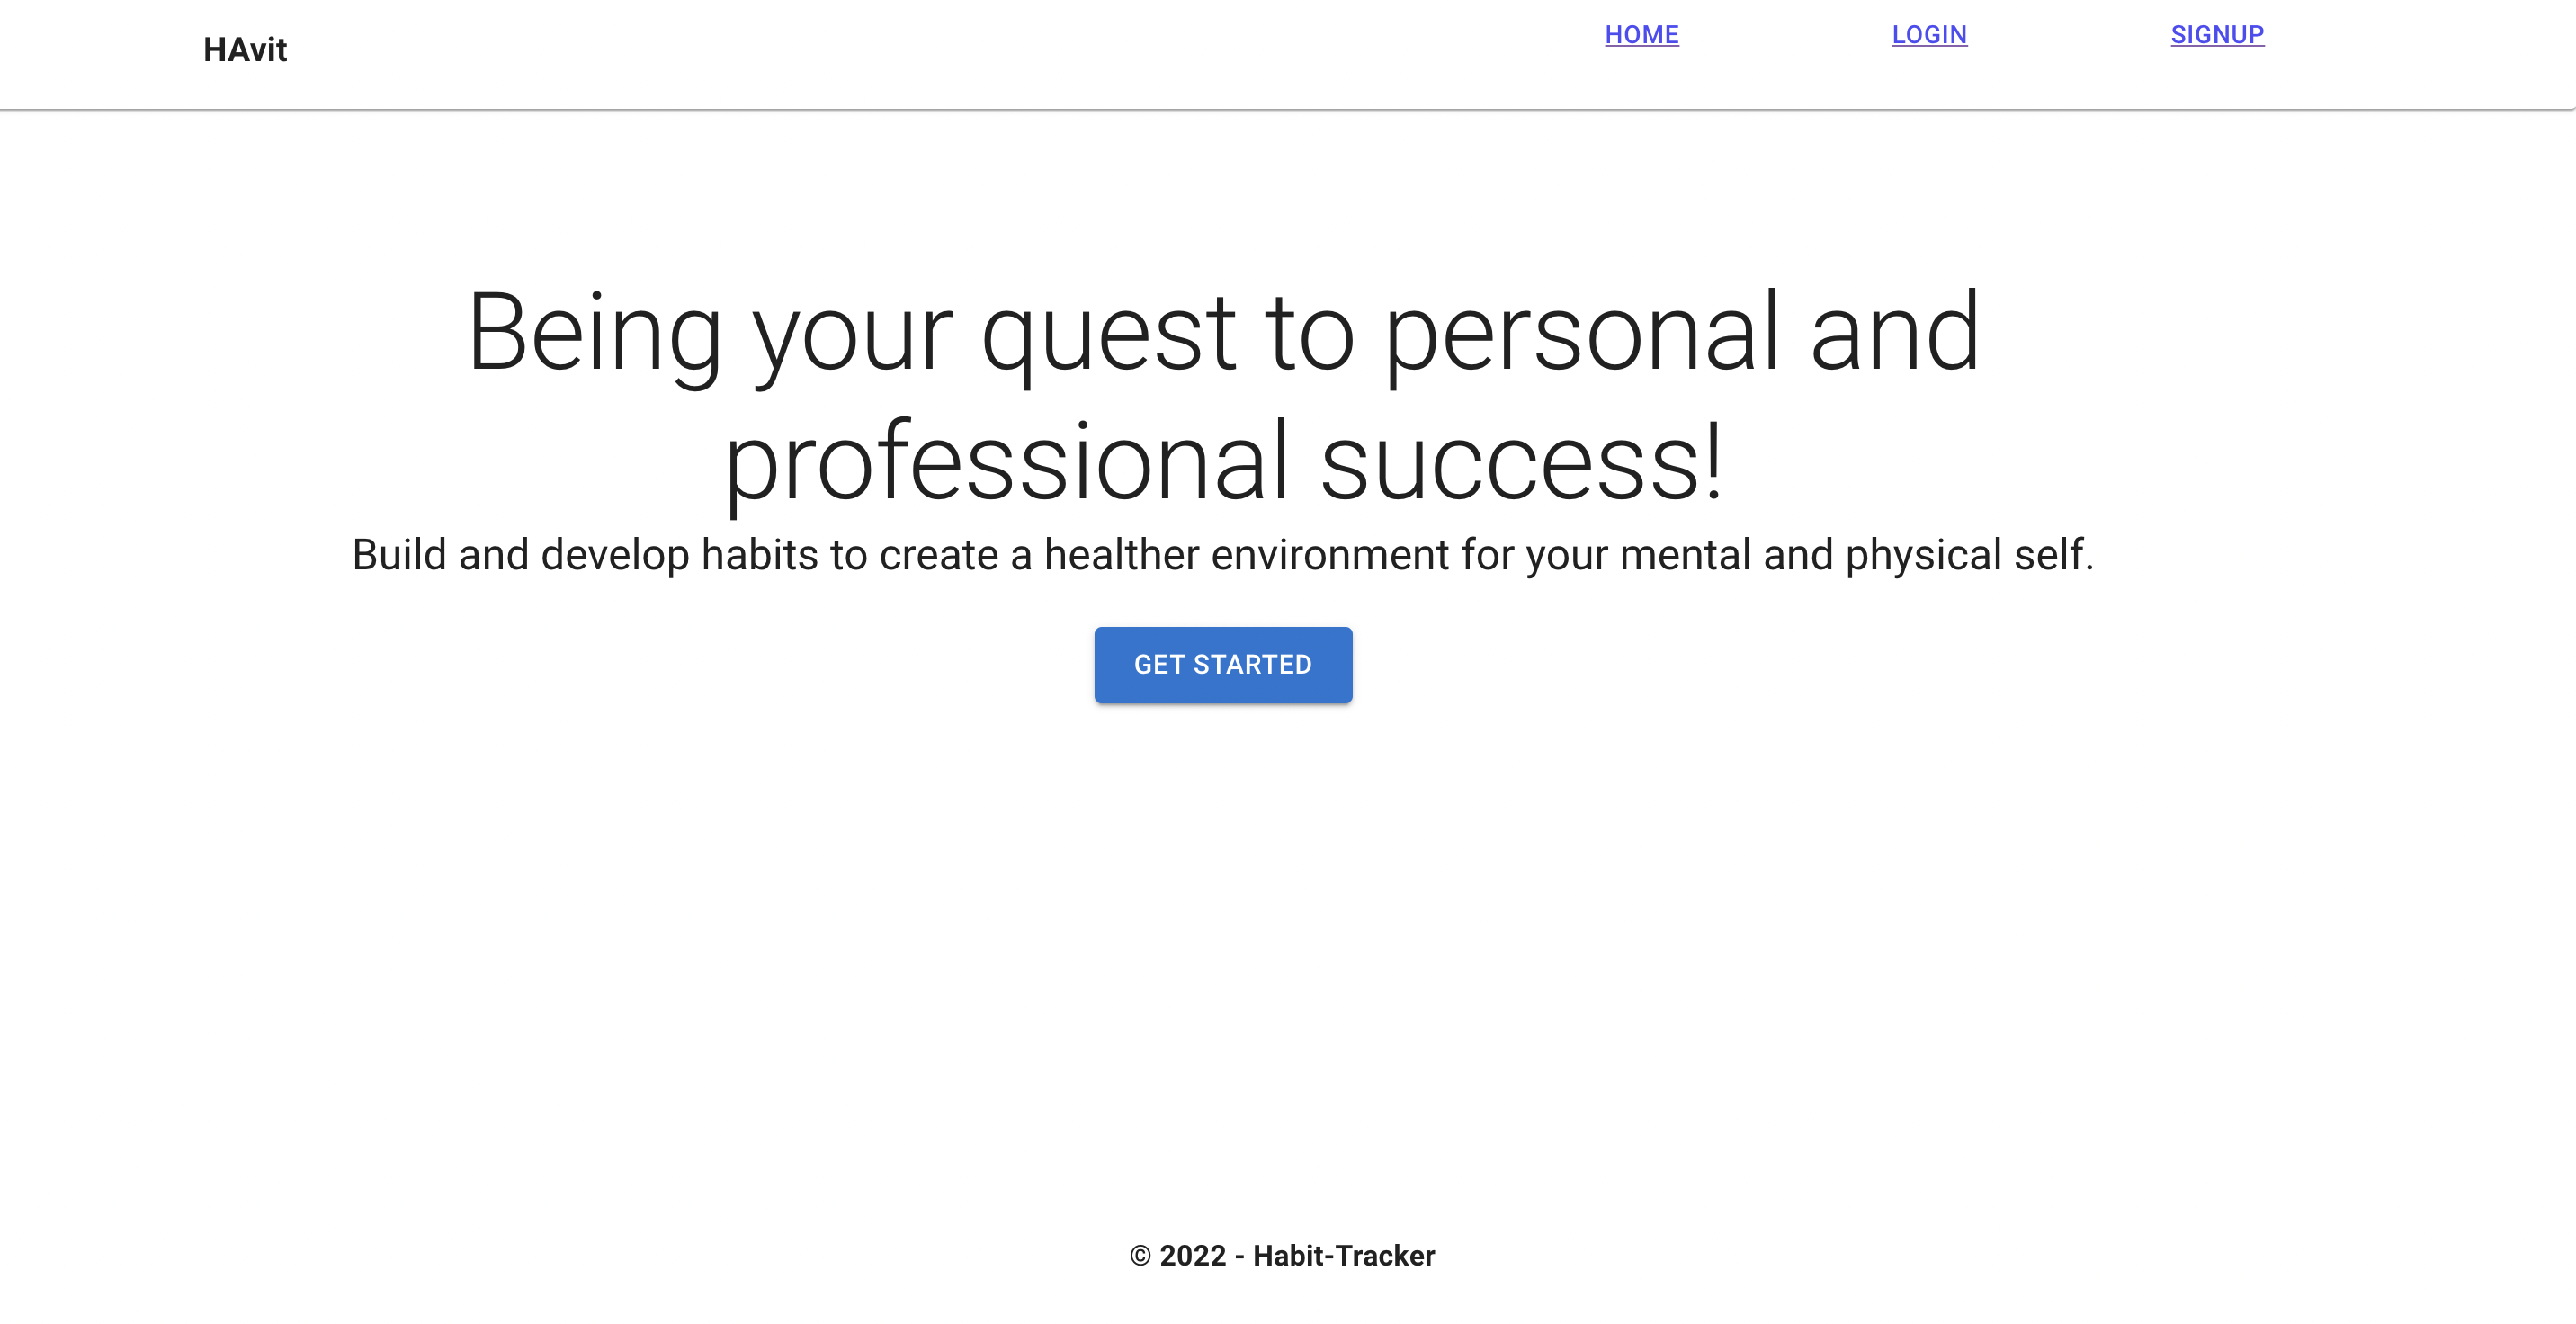 HAvit
HOME
LOGIN
SIGNUP
Being your quest to personal and
professional success!
Build and develop habits to create a healther environment for your mental and physical self.
GET STARTED
© 2022 - Habit-Tracker